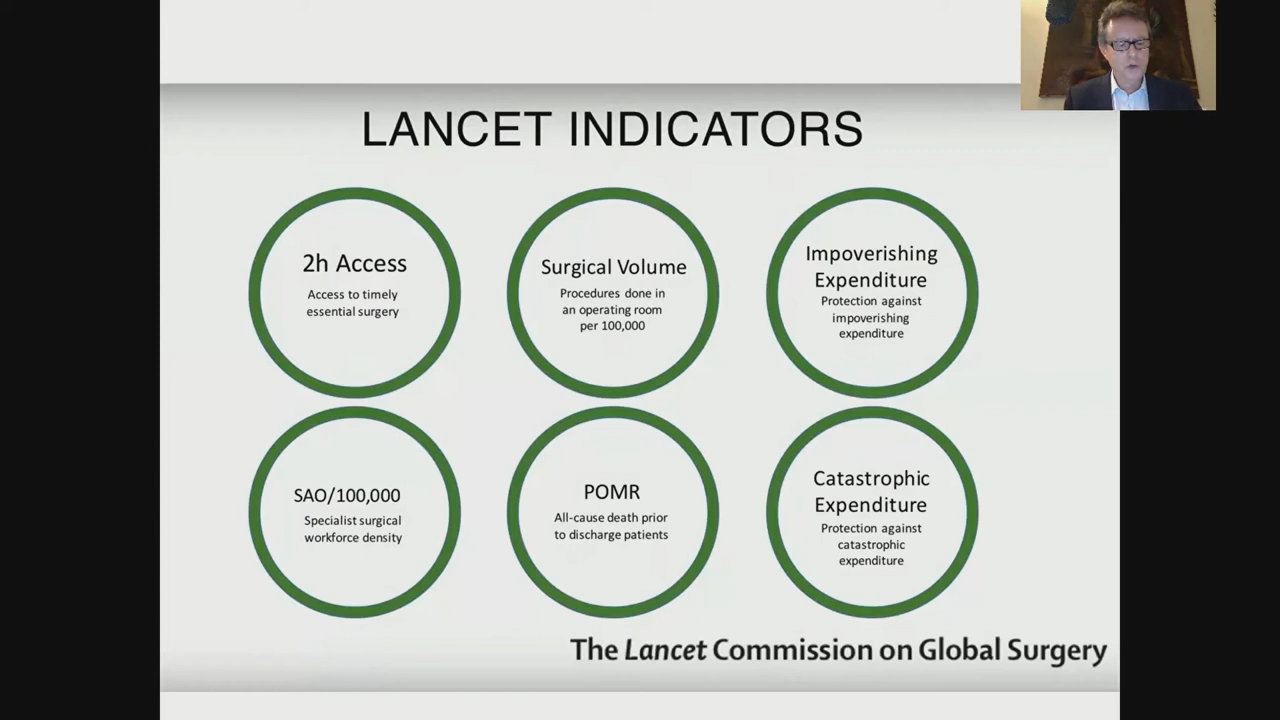 LANCET INDICATORS
2h Access
Access to timely
essential surgery
Surgical Volume
Procedures done in
an operating room
per 100,000
Impoverishing
Expenditure
Protection against
impoverishing
expenditure
SAO/100,000
Specialist surgical
workforce density
POMR
All-cause death prior
to discharge patients
Catastrophic
Expenditure
Protection against
catastrophic
expenditure
The Lancet Commission on Global Surgery